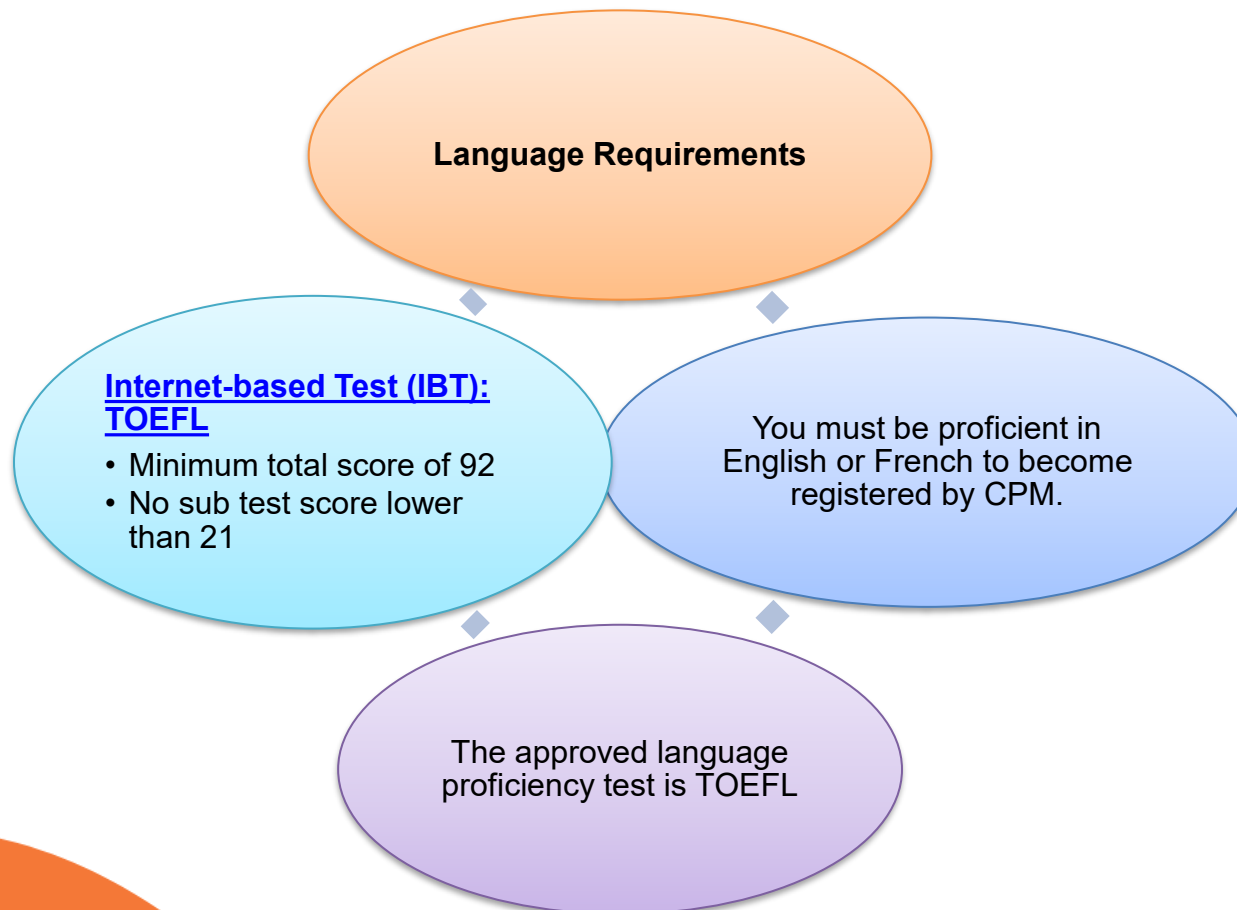 Language Requirements
Internet-based Test (IBT):
TOEFL
• Minimum total score of 92
• No sub test score lower
than 21
You must be proficient in
English or French to become
registered by CPM.
The approved language
proficiency test is TOEFL